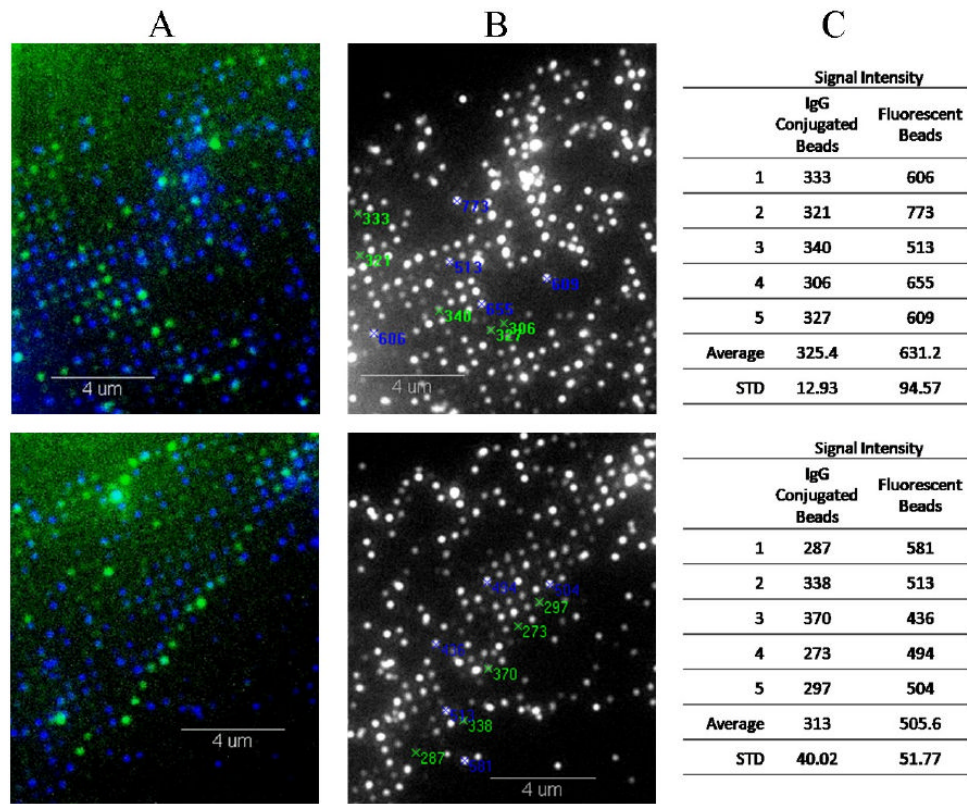 A B C
333
773
321
513
609
655
340
306
327
606
4 um
4 um
Signal Intensity
IgG Conjugated Beads Fluorescent Beads
1 333 606
2 321 773
3 340 513
4 306 655
5 327 609
Average 325.4 631.2
STD 12.93 94.57
504
297
273
370
338
287
4 um
4 um
Signal Intensity
IgG Conjugated Beads Fluorescent Beads
1 287 581
2 338 513
3 370 436
4 273 494
5 297 504
Average 313 505.6
STD 40.02 51.77